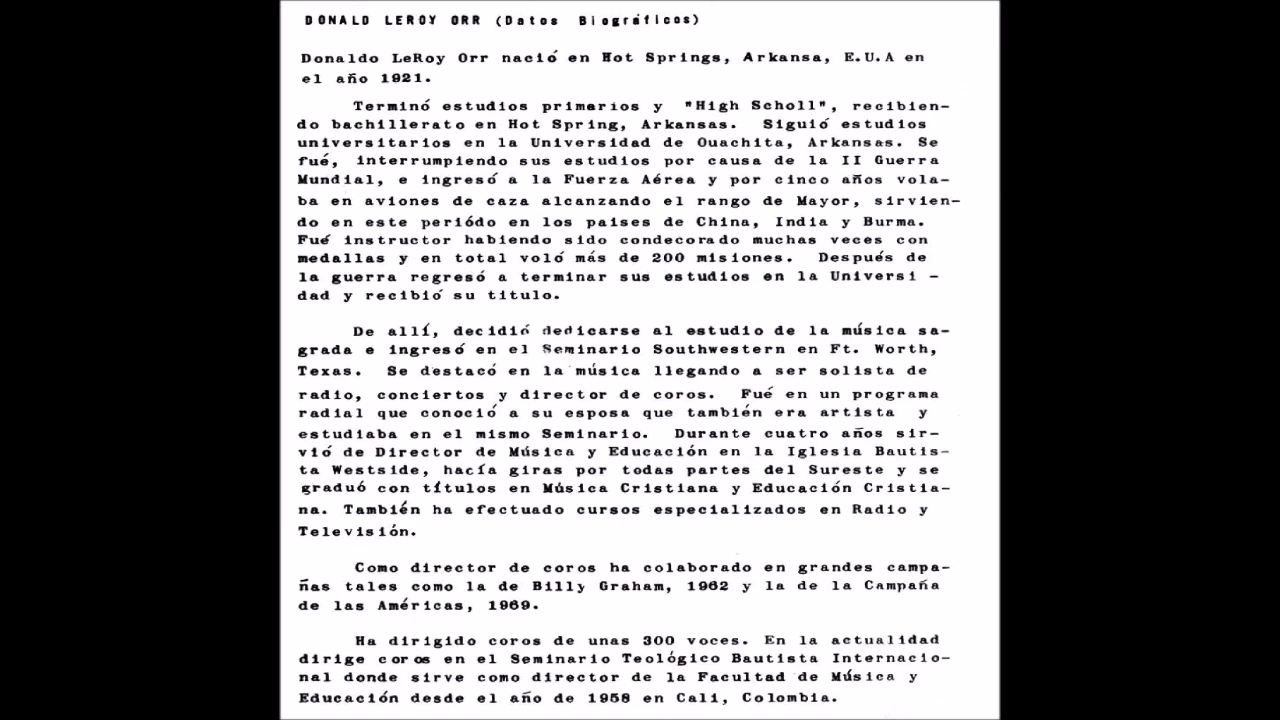 DONALD LEROY ORR (Datos Biográficos)
Donaldo LeRoy Orr nació en Hot Springs, Arkansa, E.U.A en
el año 1921.
Terminó estudios primarios y "High Scholl", recibien-
do bachillerato en Hot Spring, Arkansas. Siguió estudios
universitarios en la Universidad de Ouachita, Arkansas. Se
fué, interrumpiendo sus estudios por causa de la II Guerra
Mundial, e ingresó a la Fuerza Aérea y por cinco años vola-
ba en aviones de caza alcanzando el rango de Mayor, sirvien-
do en este periódo en los paises de China, India y Burma.
Fué instructor habiendo sido condecorado muchas veces con
medallas y en total voló más de 200 misiones. Después de
la guerra regresó a terminar sus estudios en la Universi -
dad y recibió su titulo.
De allí, decidió dedicarse al estudio de la música sa-
grada e ingresó en el Seminario Southwestern en Ft. Worth,
Texas. Se destacó en la música llegando a ser solista de
radio, conciertos y director de coros. Fué en un programa
radial que conoció a su esposa que también era artista y
estudiaba en el mismo Seminario. Durante cuatro años sir-
vió de Director de Música y Educación en la Iglesia Bautis-
ta Westside, hacía giras por todas partes del Sureste y se
graduó con títulos en Música Cristiana y Educación Cristia-
na. También ha efectuado cursos especializados en Radio y
Televisión.
Como director de coros ha colaborado en grandes campa-
ñas tales como la de Billy Graham, 1962 y la de la Campaña
de las Américas, 1969.
Ha dirigido coros de unas 300 voces. En la actualidad
dirige coros en el Seminario Teológico Bautista Internacio-
nal donde sirve como director de la Facultad de Música y
Educación desde el año de 1958 en Cali, Colombia.